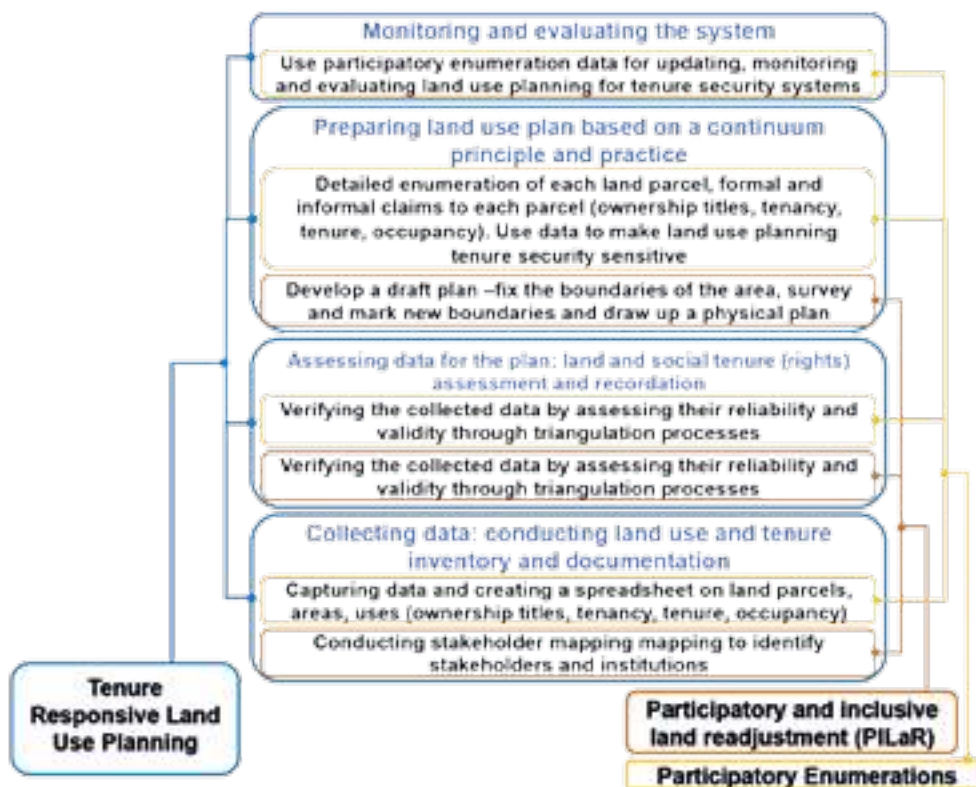 Monitoring and evaluating the system
Use participatory enumeration data for updating, monitoring
and evaluating land use planning for tenure security systems
Preparing land use plan based on a continuum
principle and practice
Detailed enumeration of each land parcel, formal and
informal claims to each parcel (ownership titles, tenancy,
tenure, occupancy). Use data to make land use planning
tenure security sensitive
Develop a draft plan –fix the boundaries of the area, survey
and mark new boundaries and draw up a physical plan
Assessing data for the plan: land and social tenure (rights)
assessment and recordation
Verifying the collected data by assessing their reliability and
validity through triangulation processes
Verifying the collected data by assessing their reliability and
validity through triangulation processes
Collecting data: conducting land use and tenure
inventory and documentation
Capturing data and creating a spreadsheet on land parcels,
areas, uses (ownership titles, tenancy, tenure, occupancy)
Conducting stakeholder mapping mapping to identify
stakeholders and institutions
Tenure
Responsive Land
Use Planning
Participatory and inclusive
land readjustment (PILaR)
Participatory Enumerations